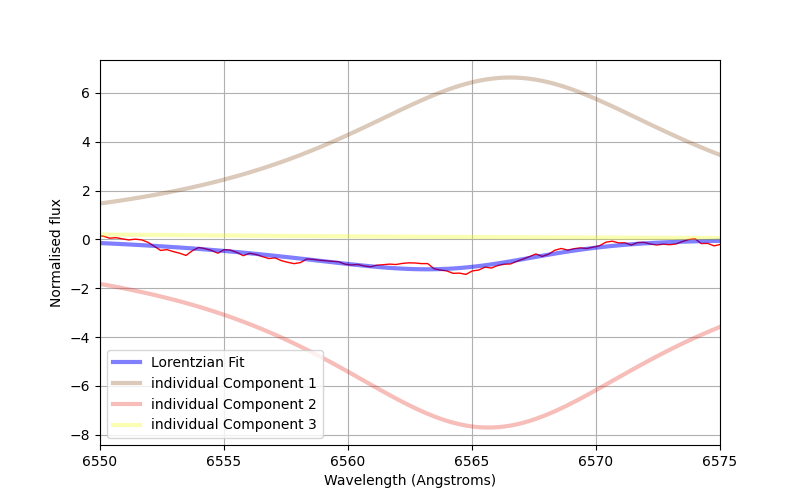 Normalised flux
6
4
2
0
−2
−4
−6
−8
Lorentzian Fit
individual Component 1
individual Component 2
individual Component 3
6550 6555 6560 6565 6570 6575
Wavelength (Angstroms)